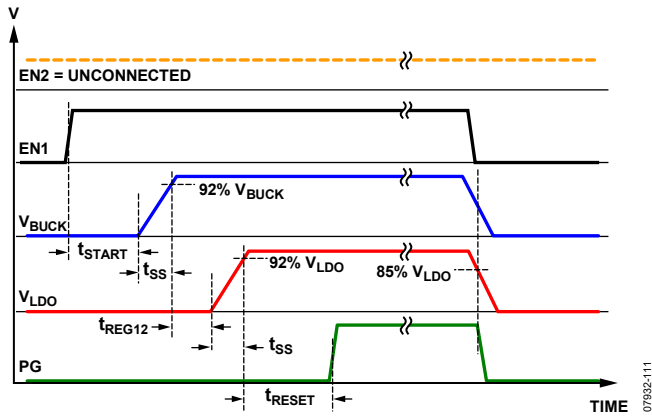 V
EN2 = UNCONNECTED
EN1
92% VBUCK
VBUCK
tSTART
tSS
92% VLDO
85% VLDO
VLDO
tREG12
tSS
PG
tRESET
TIME
07932-111